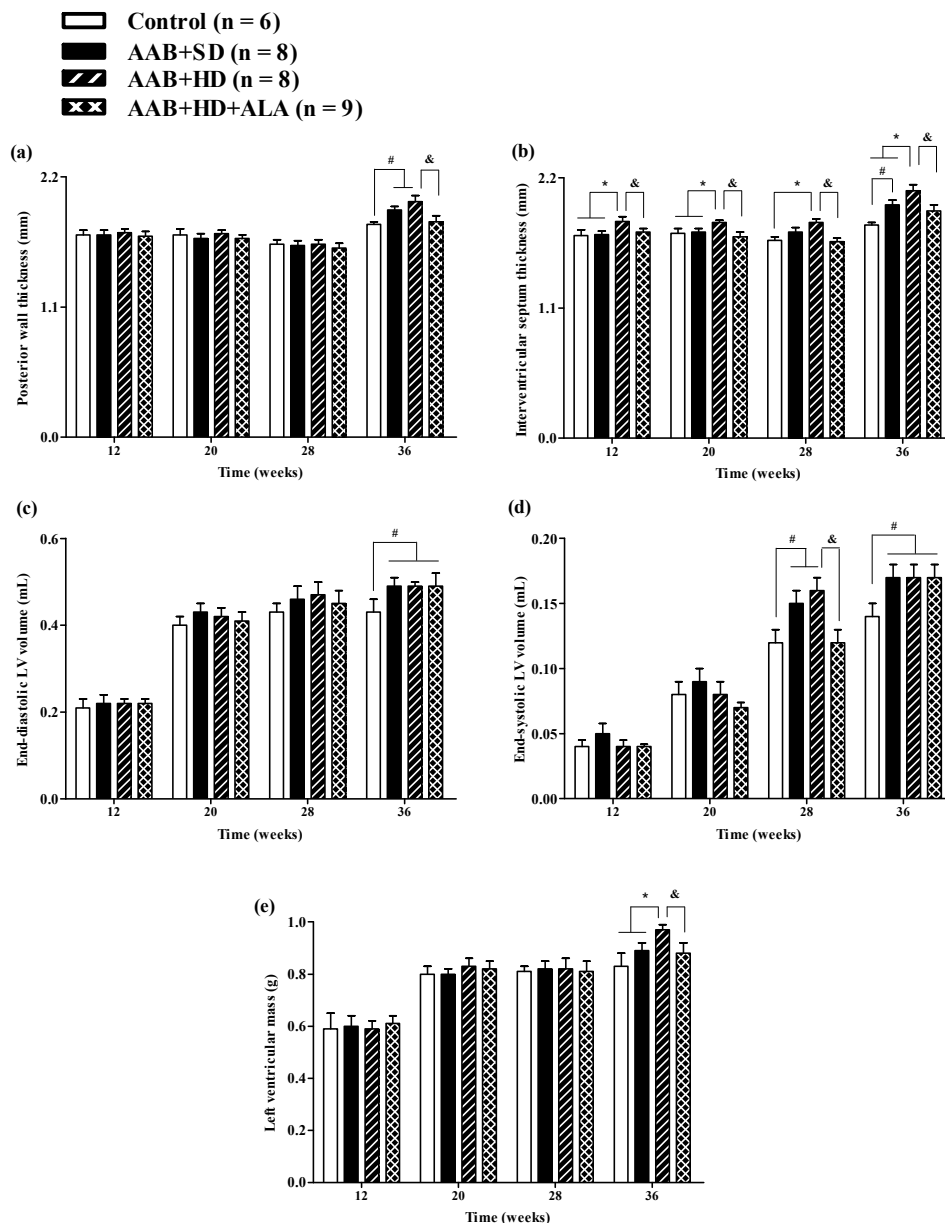 Control (n = 6)
AAB+SD (n = 8)
AAB+HD (n = 8)
AAB+HD+ALA (n = 9)
(a)
Posterior wall thickness (mm)
2.2
1.1
0.0
# &
12 20 28 36
Time (weeks)
(b)
Interventricular septum thickness (mm)
2.2
1.1
0.0
* & * & * & * & #
12 20 28 36
Time (weeks)
(c)
End-diastolic LV volume (mL)
0.6
0.4
0.2
0.0
#
12 20 28 36
Time (weeks)
(d)
End-systolic LV volume (mL)
0.20
0.15
0.10
0.05
0.00
# & #
12 20 28 36
Time (weeks)
(e)
Left ventricular mass (g)
1.0
0.8
0.6
0.4
0.2
0.0
* &
12 20 28 36
Time (weeks)